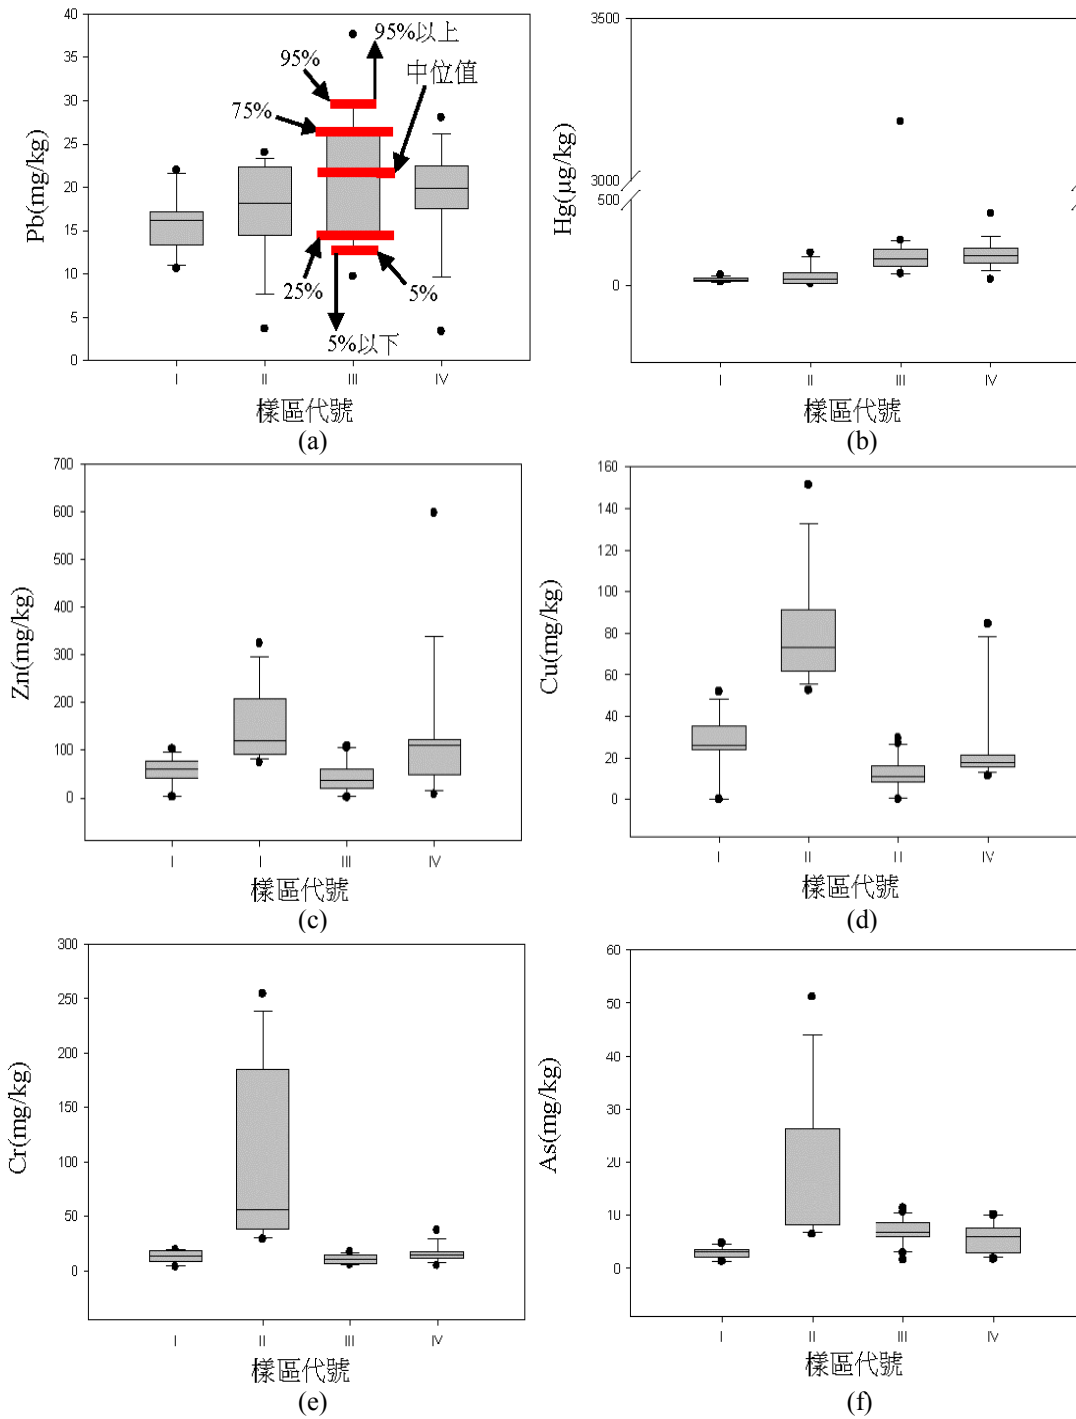 40
35
30
25
20
15
10
5
0
Pb(mg/kg)
95%以上
95%
中位值
75%
25%
5%
5%以下
I II III IV
樣區代號
(a)
3500
3000
500
0
Hg(μg/kg)
I II III IV
樣區代號
(b)
700
600
500
400
300
200
100
0
Zn(mg/kg)
I I III IV
樣區代號
(c)
160
140
120
100
80
60
40
20
0
Cu(mg/kg)
I II II IV
樣區代號
(d)
300
250
200
150
100
50
0
Cr(mg/kg)
I II III IV
樣區代號
(e)
60
50
40
30
20
10
0
As(mg/kg)
I II III IV
樣區代號
(f)